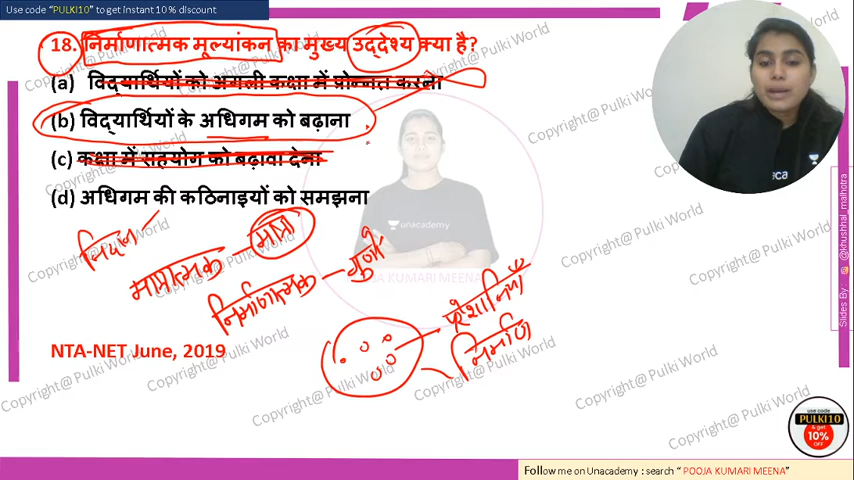 Use code “PULKI10” to get instant 10% discount
18. निर्माणात्मक मूल्यांकन का मुख्य उद्देश्य क्या है?
(a) विद्यार्थियों को अगली कक्षा में प्रोन्नत करने
(b) विद्यार्थियों के अधिगम को बढ़ाना
(c) कक्षा में सहयोग को बढ़ावा देना
(d) अधिगम की कठिनाइयों को समझना
निदान
मात्रात्मक - मात्रा
निर्माणात्मक - गुणों
परेशानियाँ
निर्माण
NTA-NET June, 2019
unacademy
POOJA KUMARI MEENA
Copyright@ Pulki World
Slides By : @khushhal_malhotra
use code
PULKI10
& get
10%
OFF
Follow me on Unacademy : search “ POOJA KUMARI MEENA”